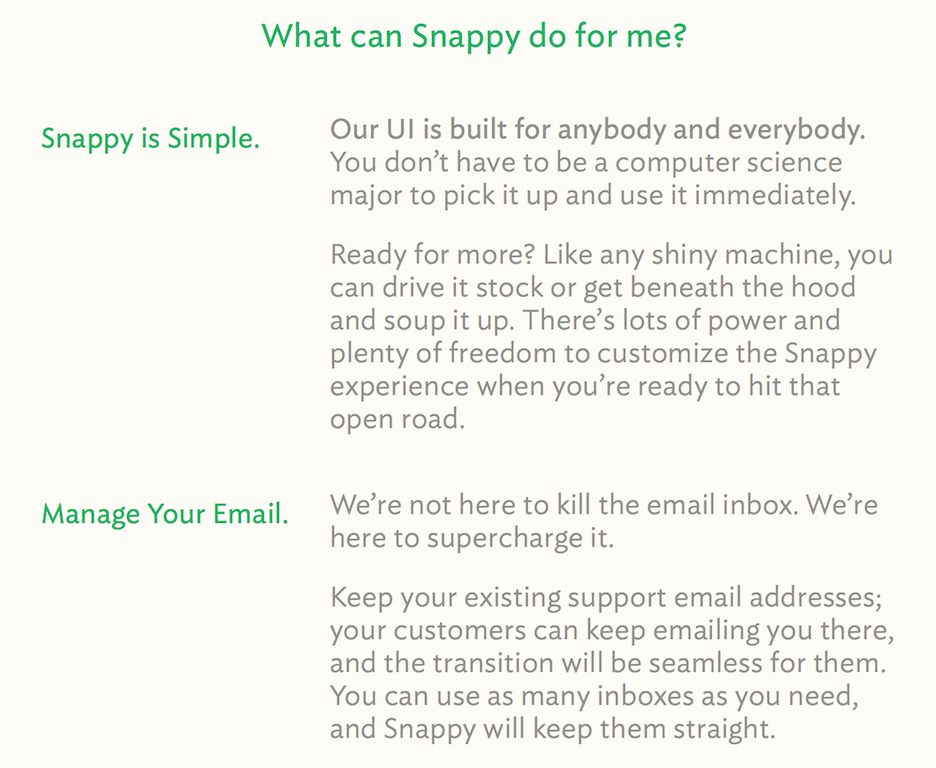 What can Snappy do for me?
Snappy is Simple.
Our UI is built for anybody and everybody.
You don’t have to be a computer science
major to pick it up and use it immediately.
Ready for more? Like any shiny machine, you
can drive it stock or get beneath the hood
and soup it up. There’s lots of power and
plenty of freedom to customize the Snappy
experience when you’re ready to hit that
open road.
Manage Your Email.
We’re not here to kill the email inbox. We’re
here to supercharge it.
Keep your existing support email addresses;
your customers can keep emailing you there,
and the transition will be seamless for them.
You can use as many inboxes as you need,
and Snappy will keep them straight.